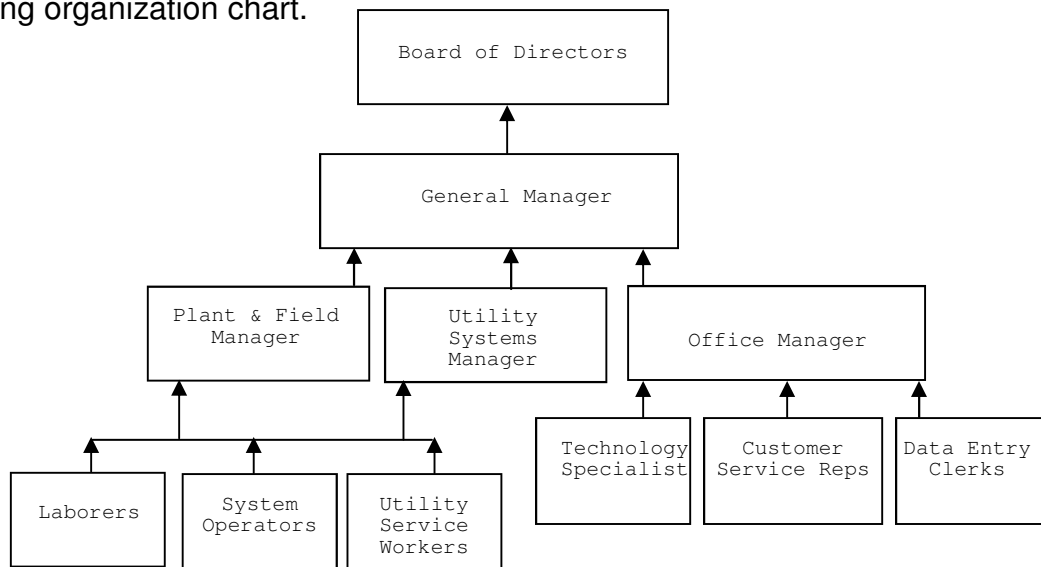 ng organization chart.
Board of Directors
General Manager
Plant & Field
Manager
Utility
Systems
Manager
Office Manager
Technology
Specialist
Customer
Service Reps
Data Entry
Clerks
Laborers
System
Operators
Utility
Service
Workers